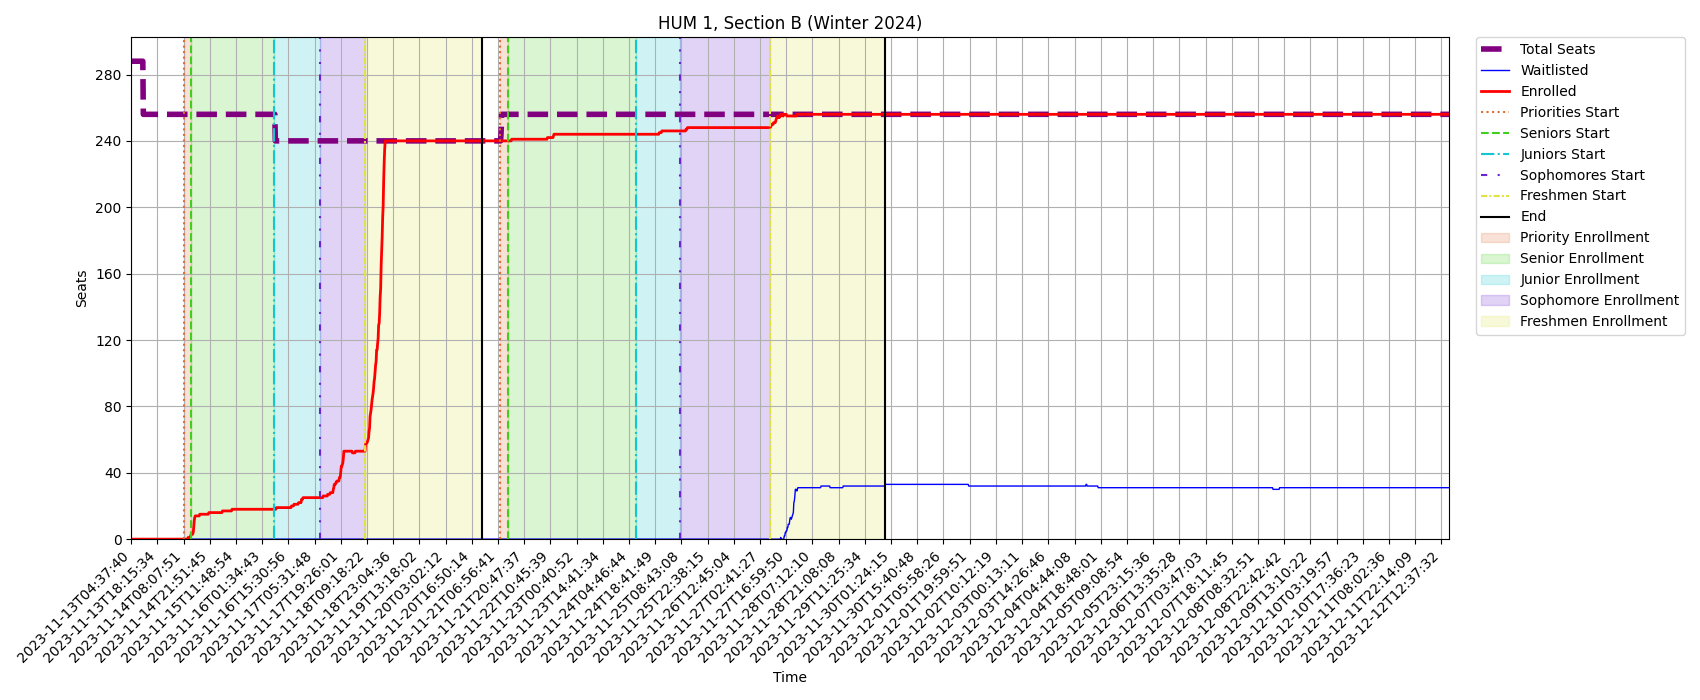 HUM 1, Section B (Winter 2024)
Seats
280
240
200
160
120
80
40
0
2023-11-13T04:37:40
2023-11-13T18:15:34
2023-11-14T08:07:51
2023-11-14T21:51:45
2023-11-15T11:48:54
2023-11-16T01:34:43
2023-11-16T15:30:56
2023-11-17T05:31:48
2023-11-17T19:26:01
2023-11-18T09:18:22
2023-11-18T23:04:36
2023-11-19T13:18:02
2023-11-20T03:02:12
2023-11-20T16:50:14
2023-11-21T06:56:41
2023-11-21T20:47:37
2023-11-22T10:45:39
2023-11-23T00:40:52
2023-11-23T14:41:34
2023-11-24T04:46:44
2023-11-24T18:41:49
2023-11-25T08:43:09
2023-11-25T22:38:15
2023-11-26T12:45:04
2023-11-27T02:41:27
2023-11-27T16:59:50
2023-11-28T07:12:10
2023-11-28T21:08:08
2023-11-29T11:25:34
2023-11-30T01:24:15
2023-11-30T15:40:48
2023-12-01T05:58:26
2023-12-01T19:59:51
2023-12-02T10:12:19
2023-12-03T00:13:11
2023-12-03T14:26:46
2023-12-04T04:44:08
2023-12-04T18:48:01
2023-12-05T09:08:54
2023-12-05T23:15:36
2023-12-06T13:35:28
2023-12-07T03:47:03
2023-12-07T18:11:45
2023-12-08T08:32:51
2023-12-08T22:42:42
2023-12-09T13:10:22
2023-12-10T03:19:57
2023-12-10T17:36:23
2023-12-11T08:02:36
2023-12-11T22:14:09
2023-12-12T12:37:32
Time
Total Seats
Waitlisted
Enrolled
Priorities Start
Seniors Start
Juniors Start
Sophomores Start
Freshmen Start
End
Priority Enrollment
Senior Enrollment
Junior Enrollment
Sophomore Enrollment
Freshmen Enrollment